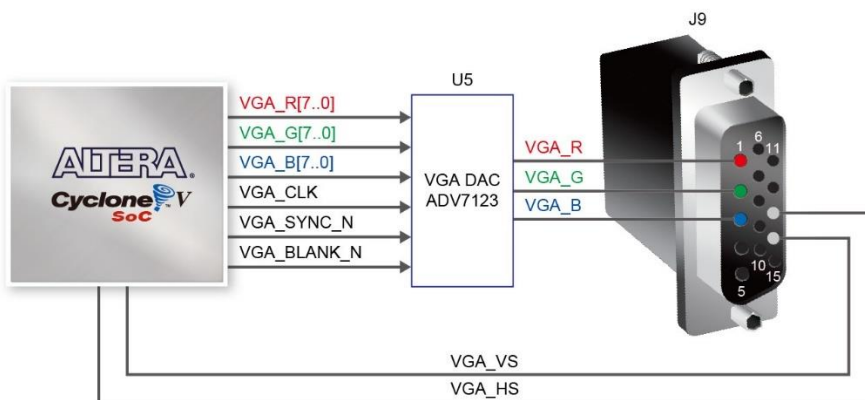 J9
U5
VGA_R[7..0]
VGA_G[7..0]
VGA_B[7..0]
VGA_CLK
VGA_SYNC_N
VGA_BLANK_N
ALTERA.
Cyclone V
SoC
VGA DAC
ADV7123
VGA_R
VGA_G
VGA_B
1
6
11
5
10
15
VGA_VS
VGA_HS